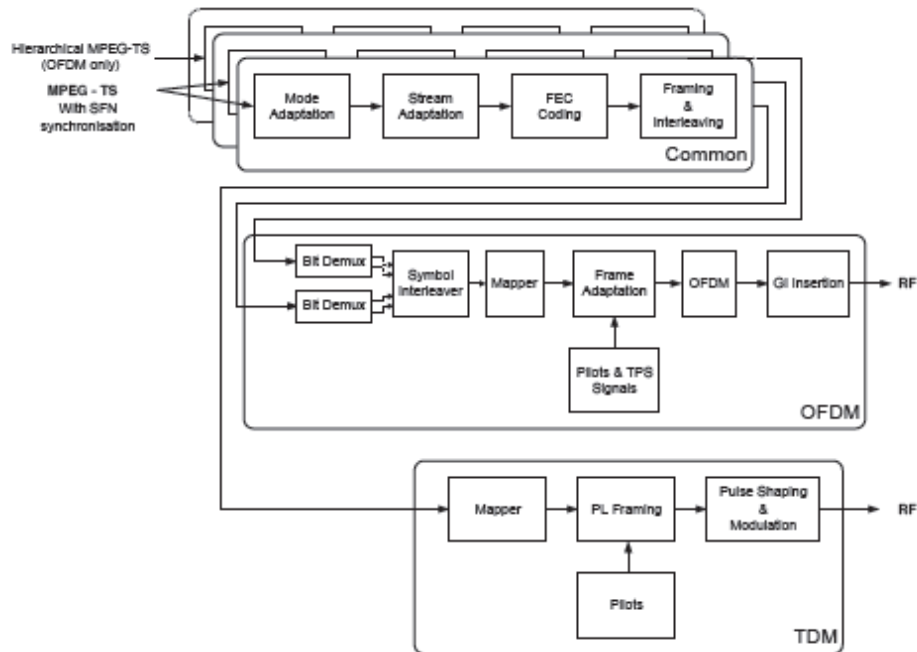 Hierarchical MPEG-TS
(OFDM only)
MPEG - TS
With SFN
synchronisation
Mode
Adaptation
Stream
Adaptation
FEC
Coding
Framing
&
Interleaving
Common
Bit Demux
Bit Demux
Symbol
Interleaver
Mapper
Frame
Adaptation
OFDM
GI Insertion
RF
Pilots & TPS
Signals
OFDM
Mapper
PL Framing
Pulse Shaping
&
Modulation
RF
Pilots
TDM